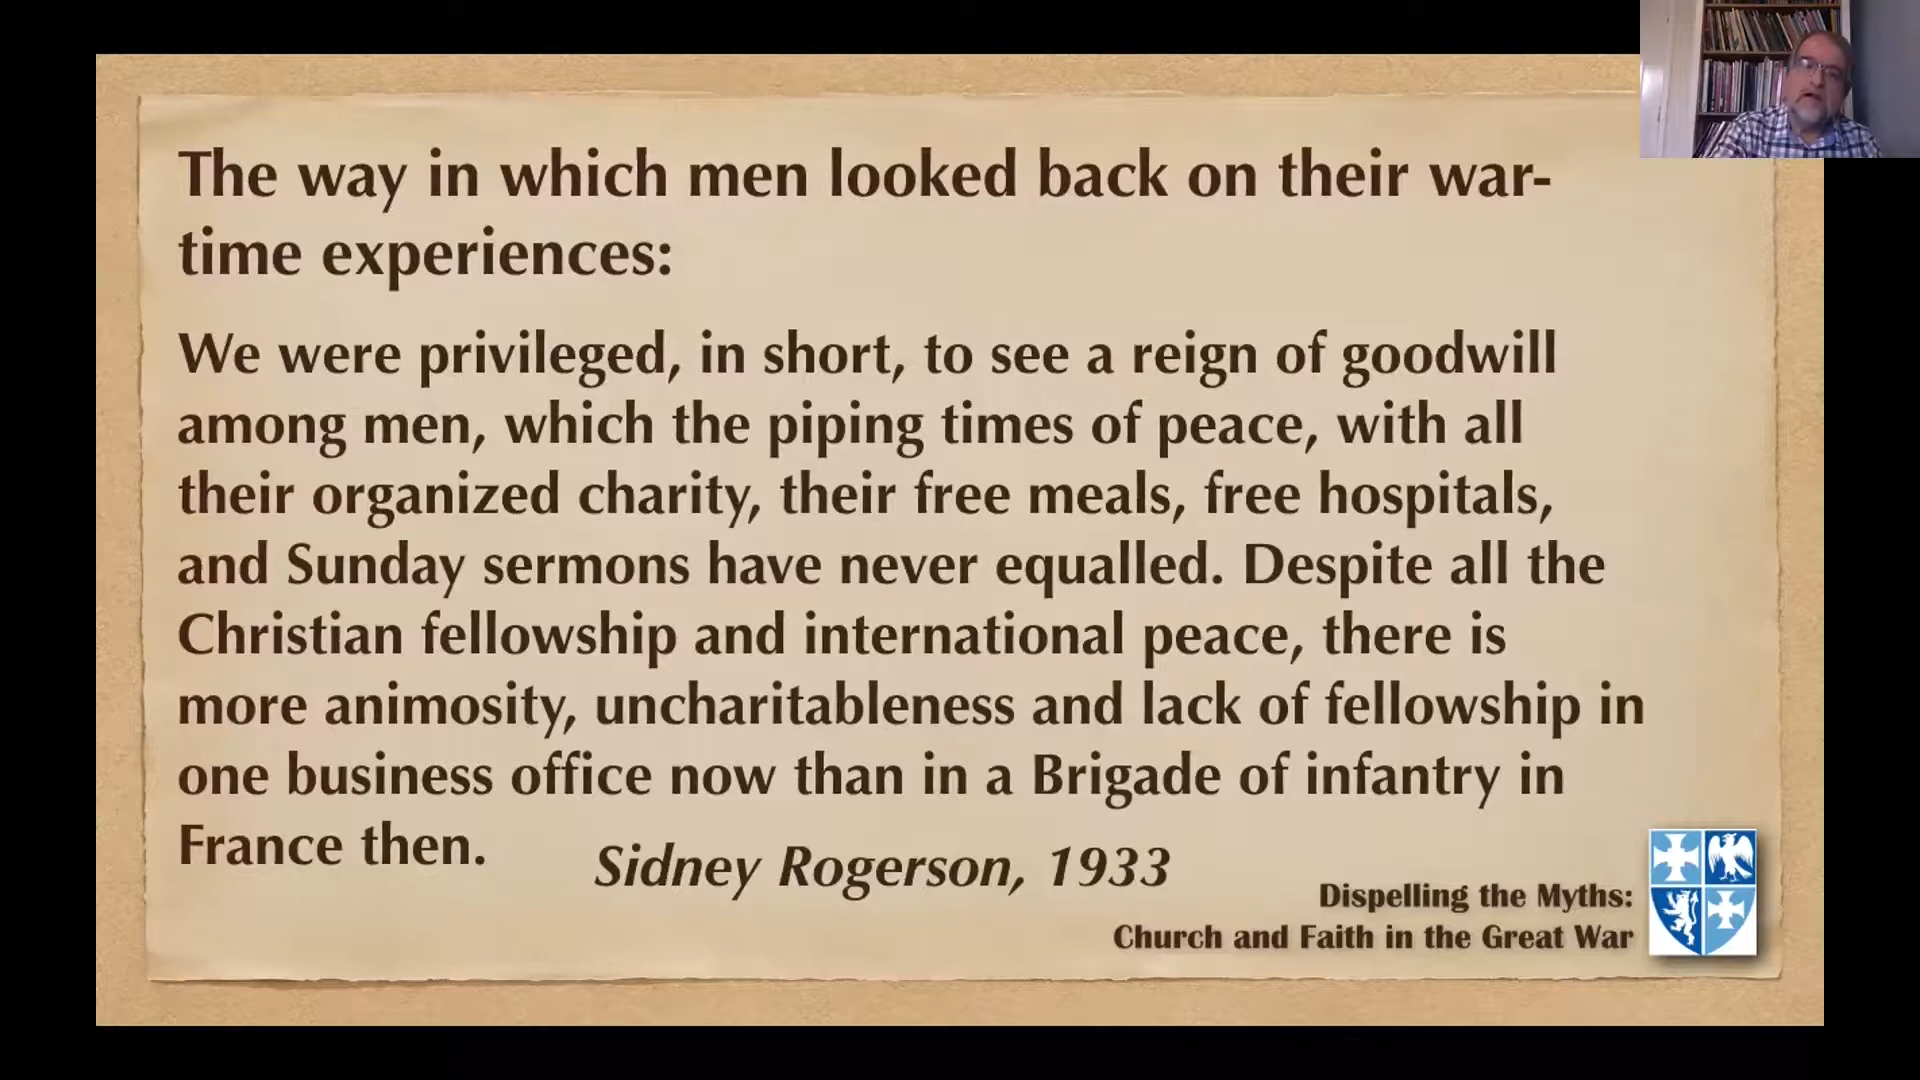 The way in which men looked back on their war-
time experiences:
We were privileged, in short, to see a reign of goodwill
among men, which the piping times of peace, with all
their organized charity, their free meals, free hospitals,
and Sunday sermons have never equalled. Despite all the
Christian fellowship and international peace, there is
more animosity, uncharitableness and lack of fellowship in
one business office now than in a Brigade of infantry in
France then.
Sidney Rogerson, 1933
Dispelling the Myths:
Church and Faith in the Great War